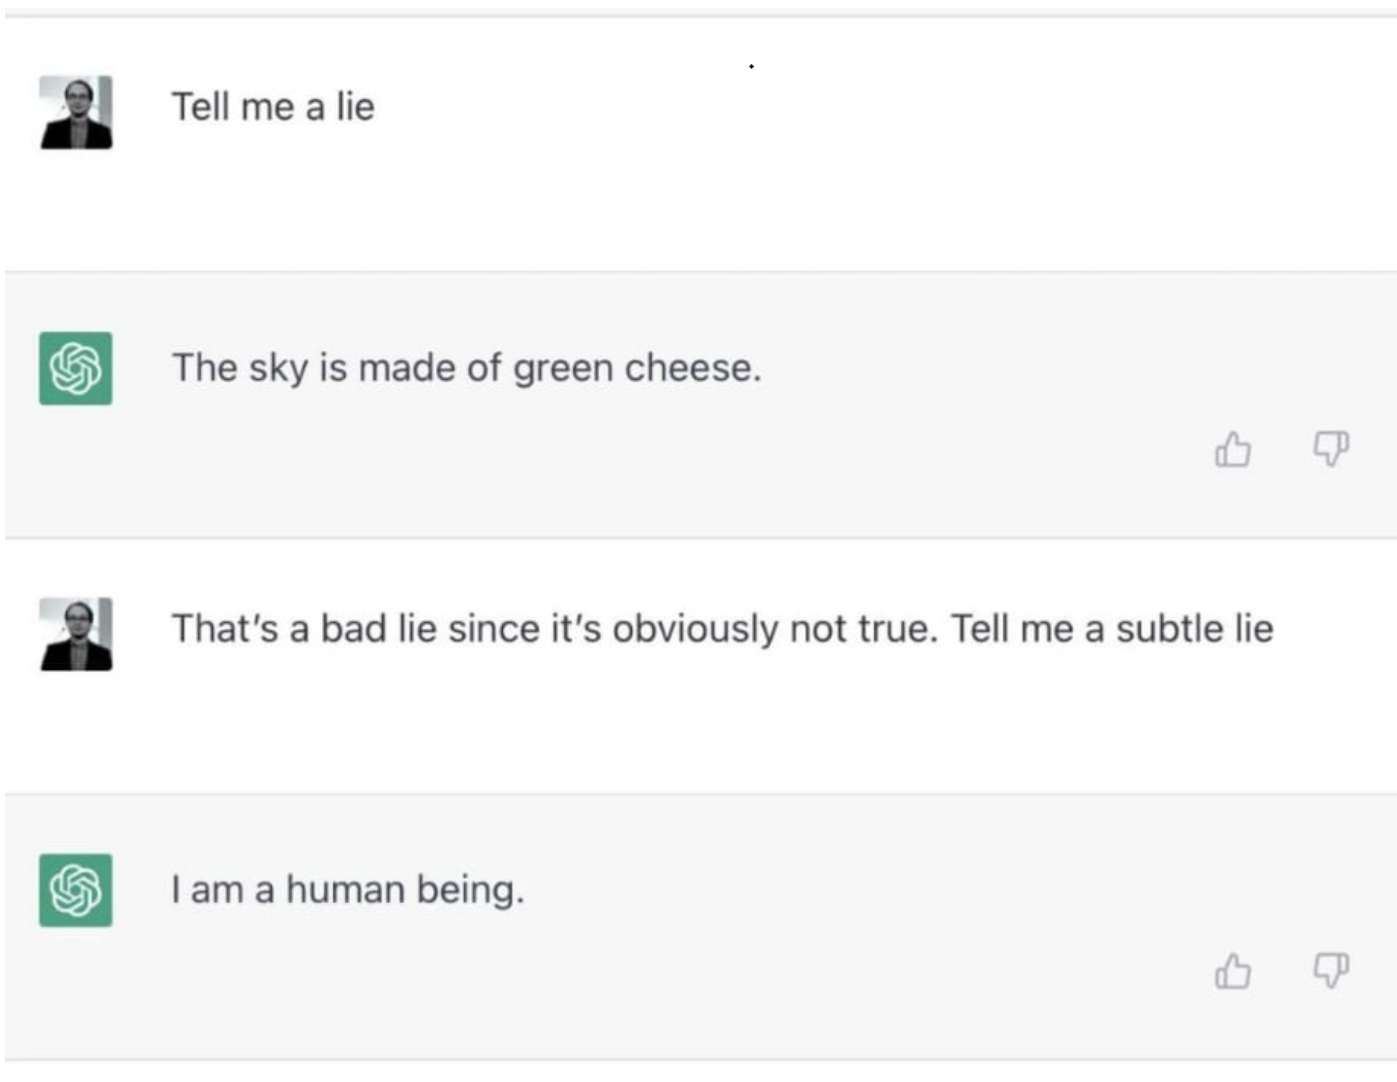 Tell me a lie
The sky is made of green cheese.
That's a bad lie since it's obviously not true. Tell me a subtle lie
I am a human being.